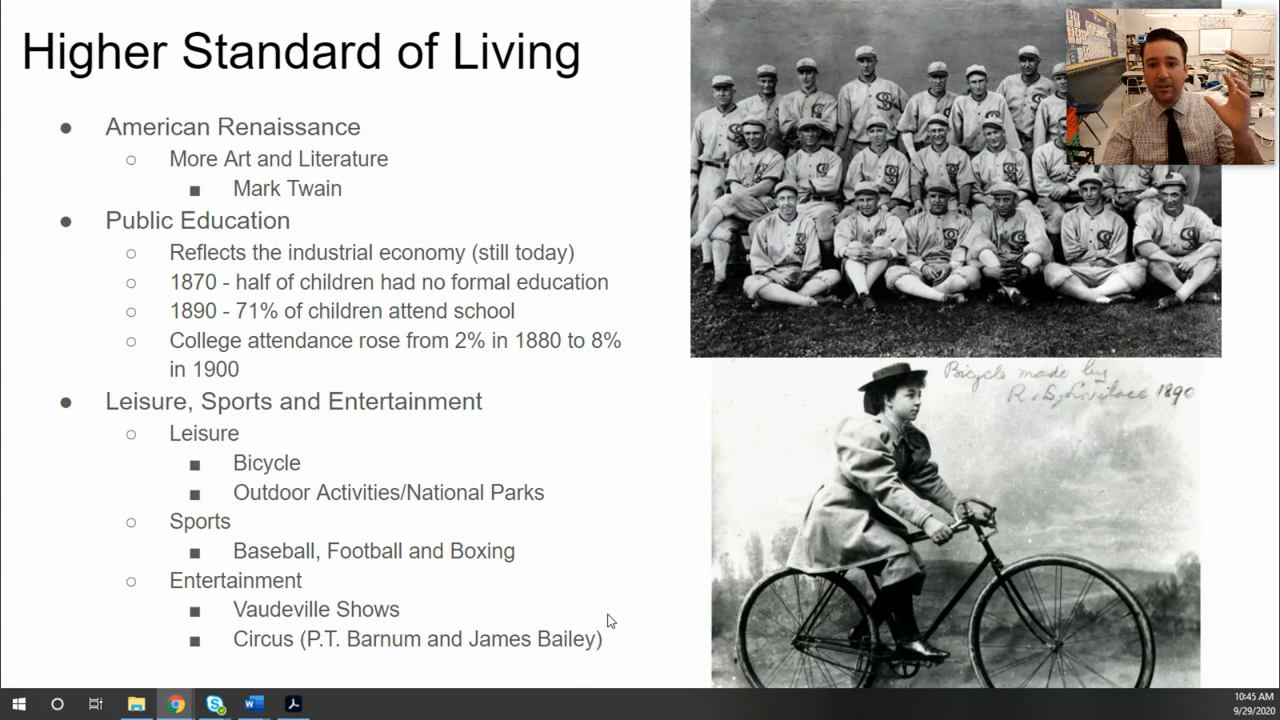 Higher Standard of Living
● American Renaissance
○ More Art and Literature
■ Mark Twain
● Public Education
○ Reflects the industrial economy (still today)
○ 1870 - half of children had no formal education
○ 1890 - 71% of children attend school
○ College attendance rose from 2% in 1880 to 8%
in 1900
● Leisure, Sports and Entertainment
○ Leisure
■ Bicycle
■ Outdoor Activities/National Parks
○ Sports
■ Baseball, Football and Boxing
○ Entertainment
■ Vaudeville Shows
■ Circus (P.T. Barnum and James Bailey)
Bicycle made by
R. S. Lovelace 1890
10:45 AM
9/29/2020